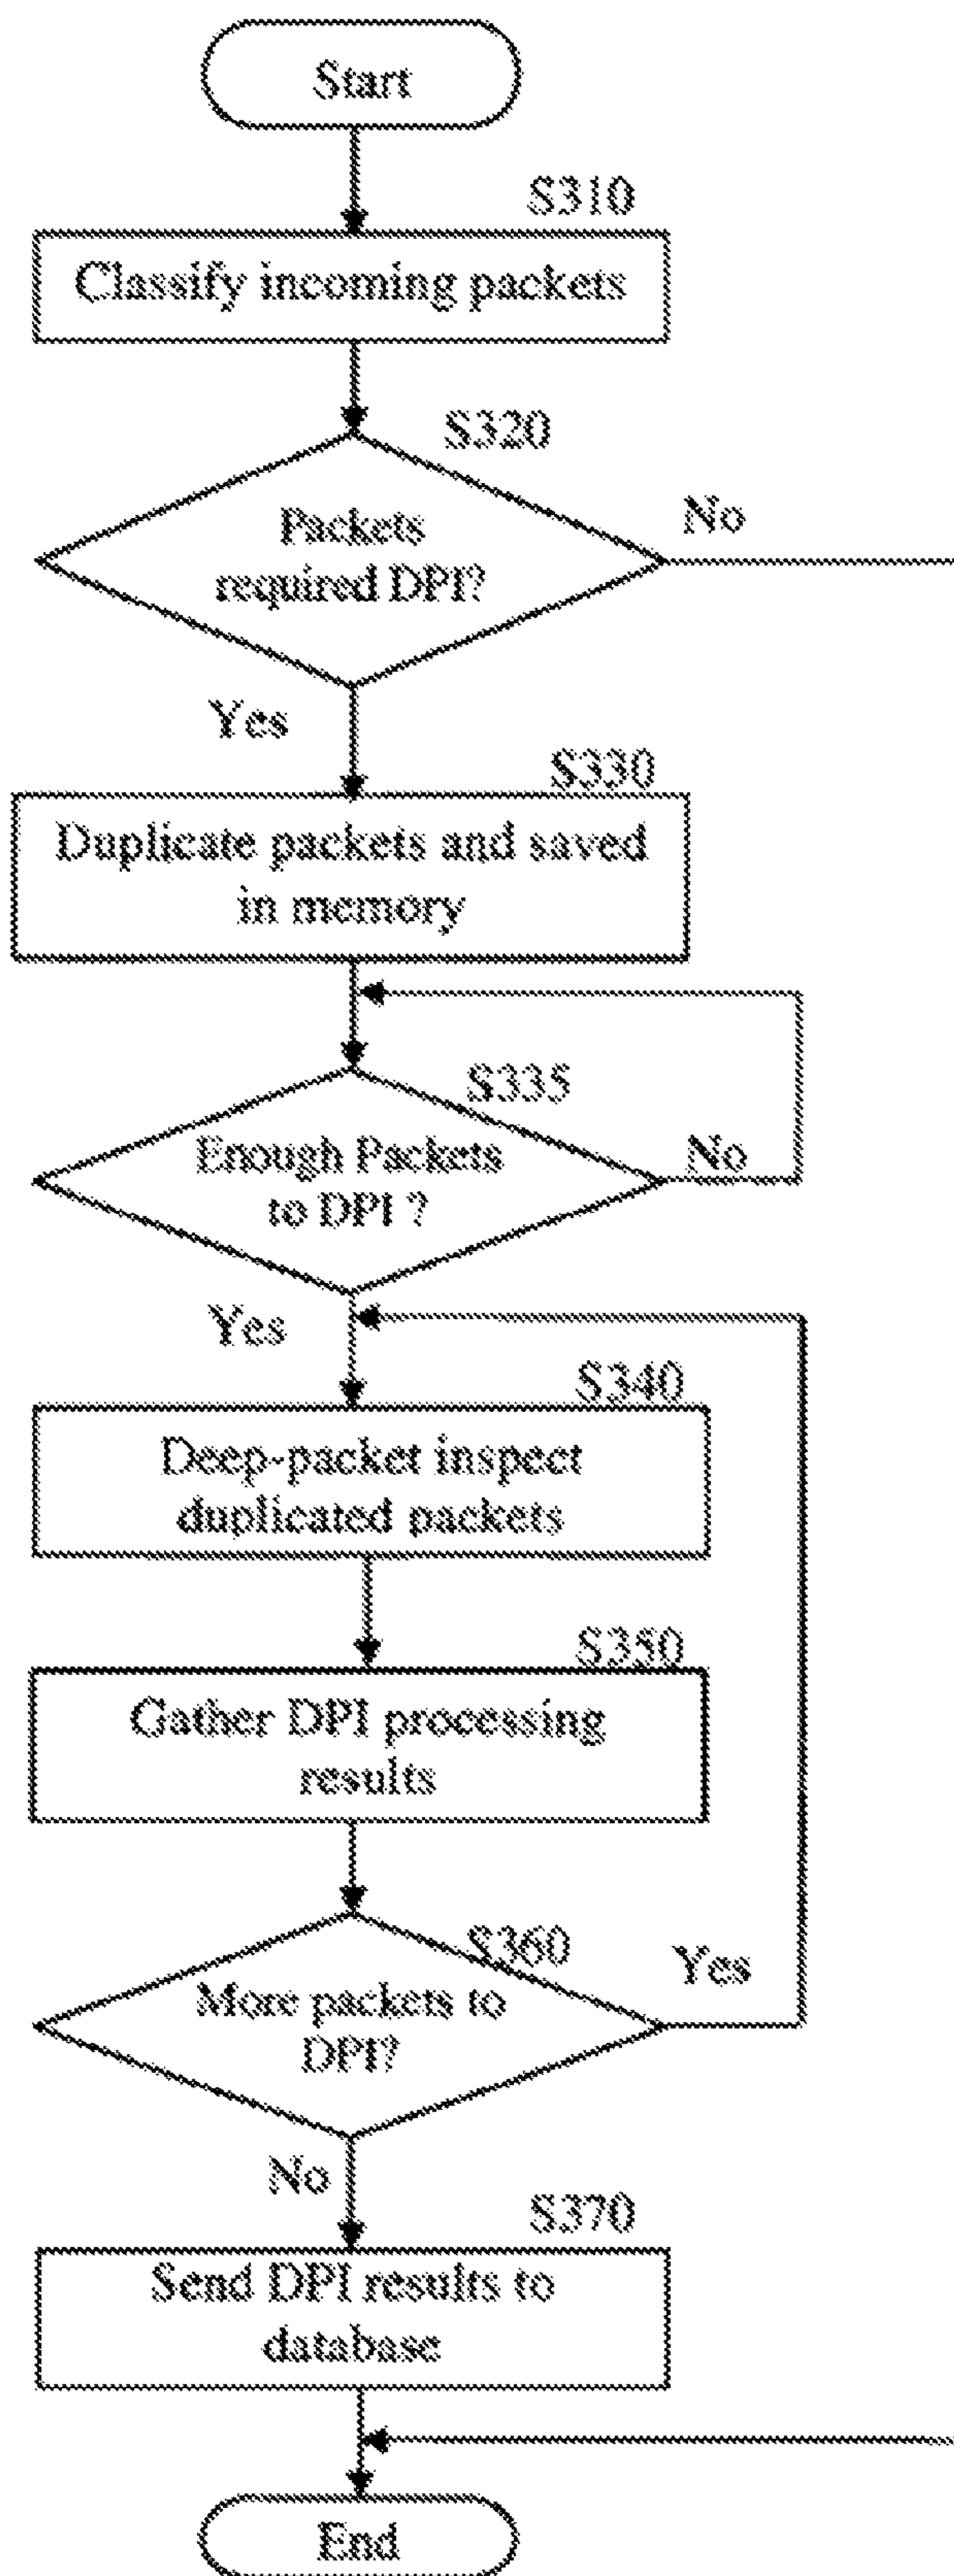 Start
S310
Classify incoming packets
S320
Packets
required DPI?
No
Yes
S330
Duplicate packets and saved
in memory
S335
Enough Packets
to DPI ?
No
Yes
S340
Deep-packet inspect
duplicated packets
S350
Gather DPI processing
results
S360
More packets to
DPI?
Yes
No
S370
Send DPI results to
database
End